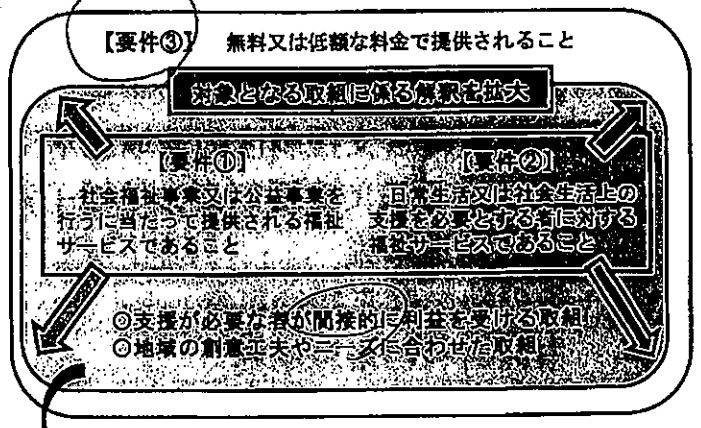 【要件③】 無料又は低額な料金で提供されること
対象となる取組に係る解釈を拡大
【要件①】
社会福祉事業又は公益事業を
行うに当たって提供される福祉
サービスであること
【要件②】
日常生活又は社会生活上の
支援を必要とする者に対する
福祉サービスであること
◎支援が必要な者が間接的に利益を受ける取組
◎地域の創意工夫やニーズに合わせた取組